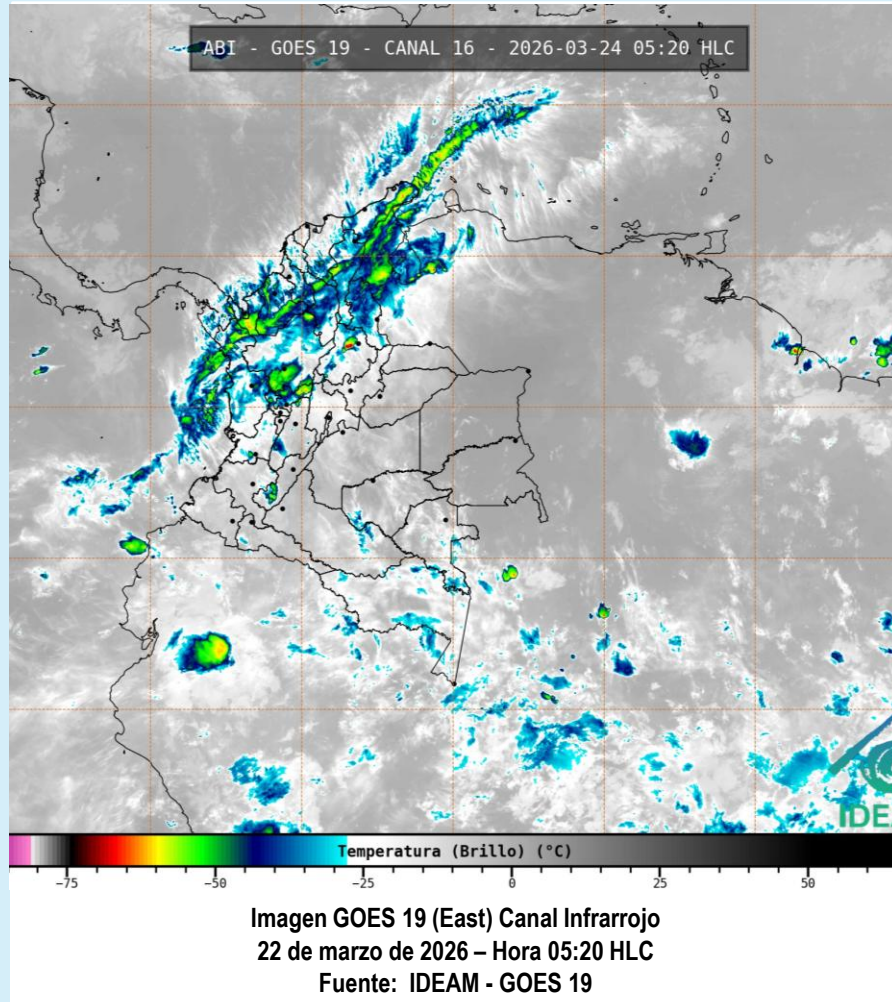 ABI - GOES 19 - CANAL 16 - 2026-03-24 05:20 HLC
Temperatura (Brillo) (°C)
−75 −50 −25 0 25 50
Imagen GOES 19 (East) Canal Infrarrojo
22 de marzo de 2026 – Hora 05:20 HLC
Fuente: IDEAM - GOES 19